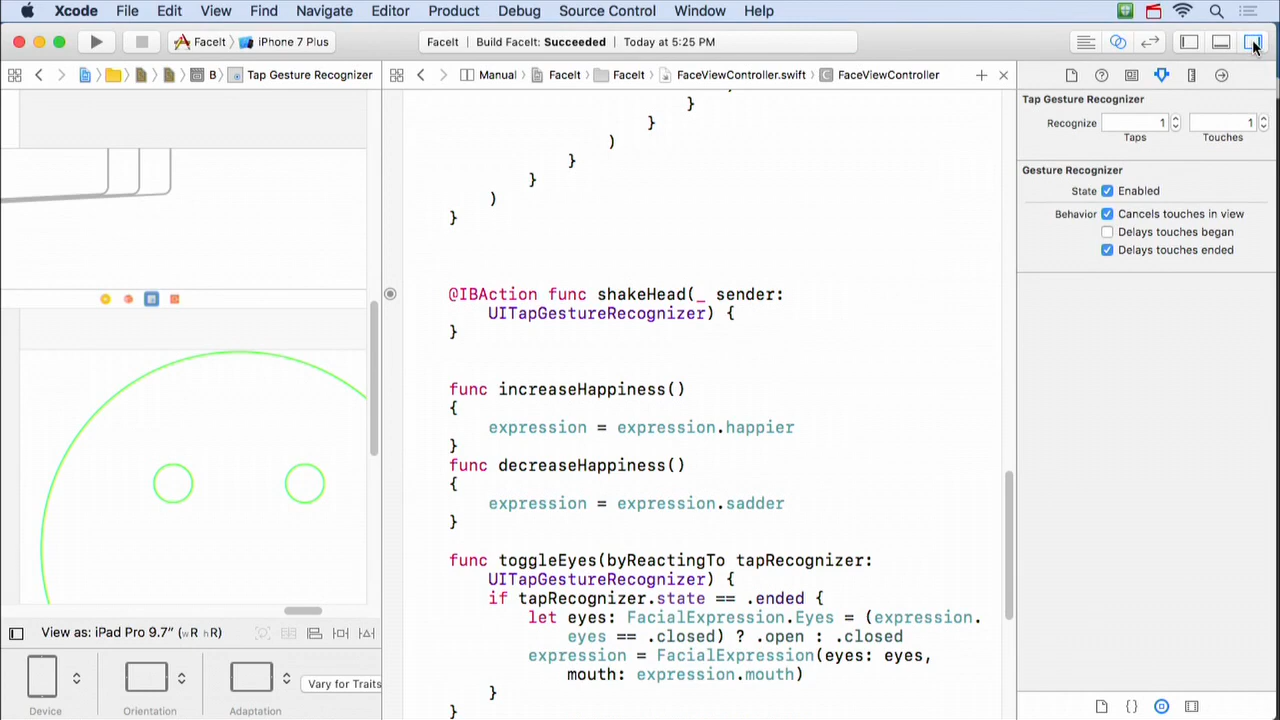 Xcode File Edit View Find Navigate Editor Product Debug Source Control Window Help
FaceIt iPhone 7 Plus
FaceIt Build FaceIt: Succeeded Today at 5:25 PM
B Tap Gesture Recognizer
Manual FaceIt FaceIt FaceViewController.swift FaceViewController
}
}
)
}
}
)
}
@IBAction func shakeHead(_ sender:
UITapGestureRecognizer) {
}
func increaseHappiness()
{
expression = expression.happier
}
func decreaseHappiness()
{
expression = expression.sadder
}
func toggleEyes(byReactingTo tapRecognizer:
UITapGestureRecognizer) {
if tapRecognizer.state == .ended {
let eyes: FacialExpression.Eyes = (expression.
eyes == .closed) ? .open : .closed
expression = FacialExpression(eyes: eyes,
mouth: expression.mouth)
}
}
View as: iPad Pro 9.7" (wR hR)
Device
Orientation
Adaptation
Vary for Traits
Tap Gesture Recognizer
Recognize 1 1
Taps Touches
Gesture Recognizer
State Enabled
Behavior Cancels touches in view
Delays touches began
Delays touches ended
{ }